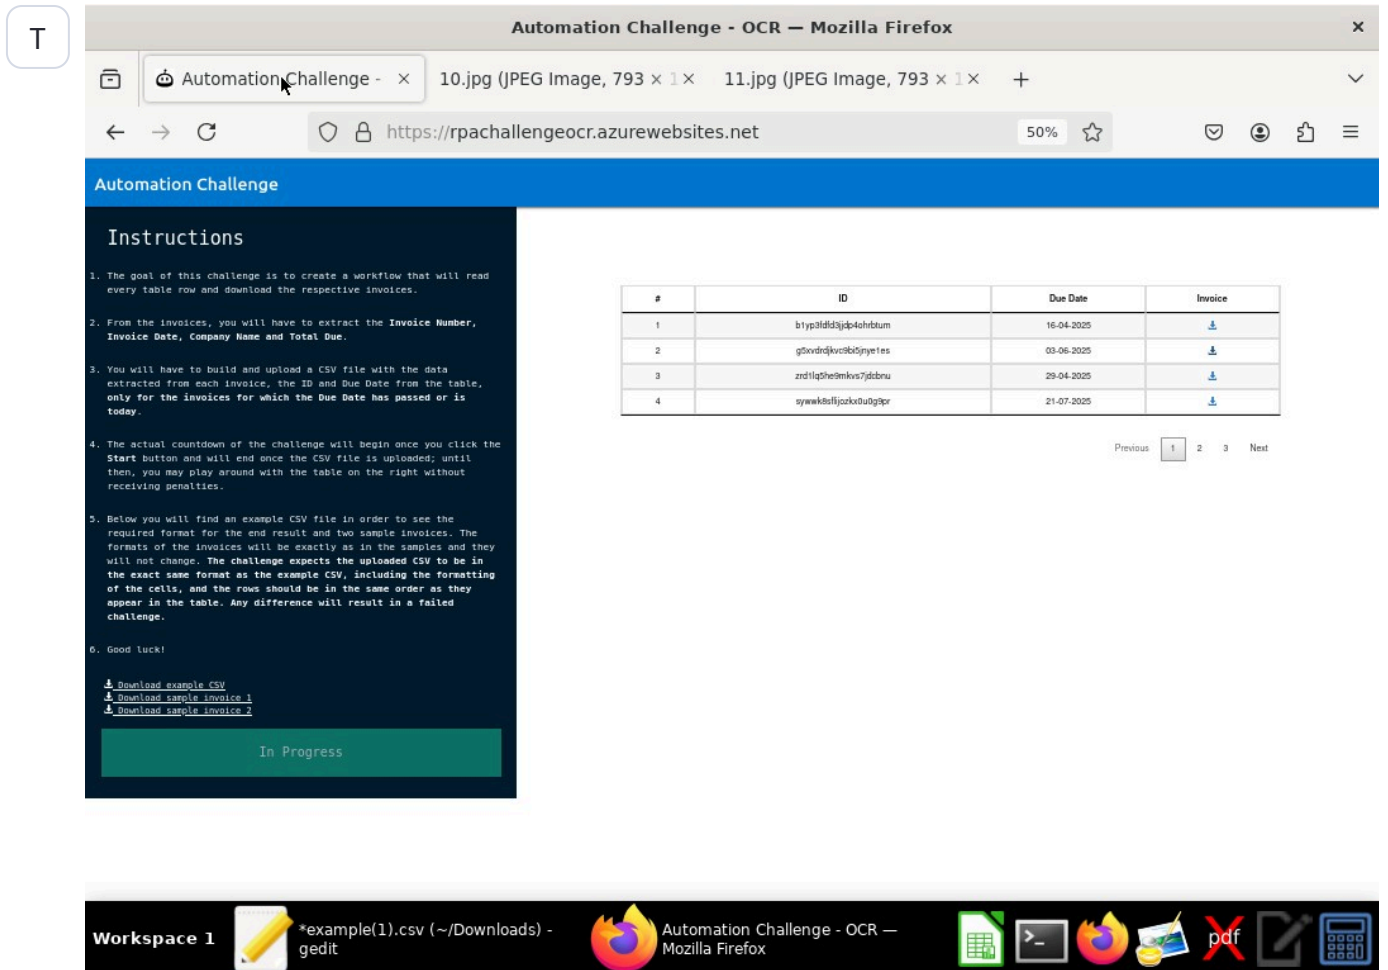 T
Automation Challenge - OCR — Mozilla Firefox
Automation Challenge -
10.jpg (JPEG Image, 793 × 1
11.jpg (JPEG Image, 793 × 1
https://rpachallengeocr.azurewebsites.net
50%
Automation Challenge
Instructions
1. The goal of this challenge is to create a workflow that will read
every table row and download the respective invoices.
2. From the invoices, you will have to extract the Invoice Number,
Invoice Date, Company Name and Total Due.
3. You will have to build and upload a CSV file with the data
extracted from each invoice, the ID and Due Date from the table,
only for the invoices for which the Due Date has passed or is
today.
4. The actual countdown of the challenge will begin once you click the
Start button and will end once the CSV file is uploaded; until
then, you may play around with the table on the right without
receiving penalties.
5. Below you will find an example CSV file in order to see the
required format for the end result and two sample invoices. The
formats of the invoices will be exactly as in the samples and they
will not change. The challenge expects the uploaded CSV to be in
the exact same format as the example CSV, including the formatting
of the cells, and the rows should be in the same order as they
appear in the table. Any difference will result in a failed
challenge.
6. Good luck!
Download example CSV
Download sample invoice 1
Download sample invoice 2
In Progress
# ID Due Date Invoice
1 16-04-2025
2 03-06-2025
3 29-04-2025
4 21-07-2025
Previous 1 2 3 Next
Workspace 1
*example(1).csv (~/Downloads) -
gedit
Automation Challenge - OCR —
Mozilla Firefox
pdf